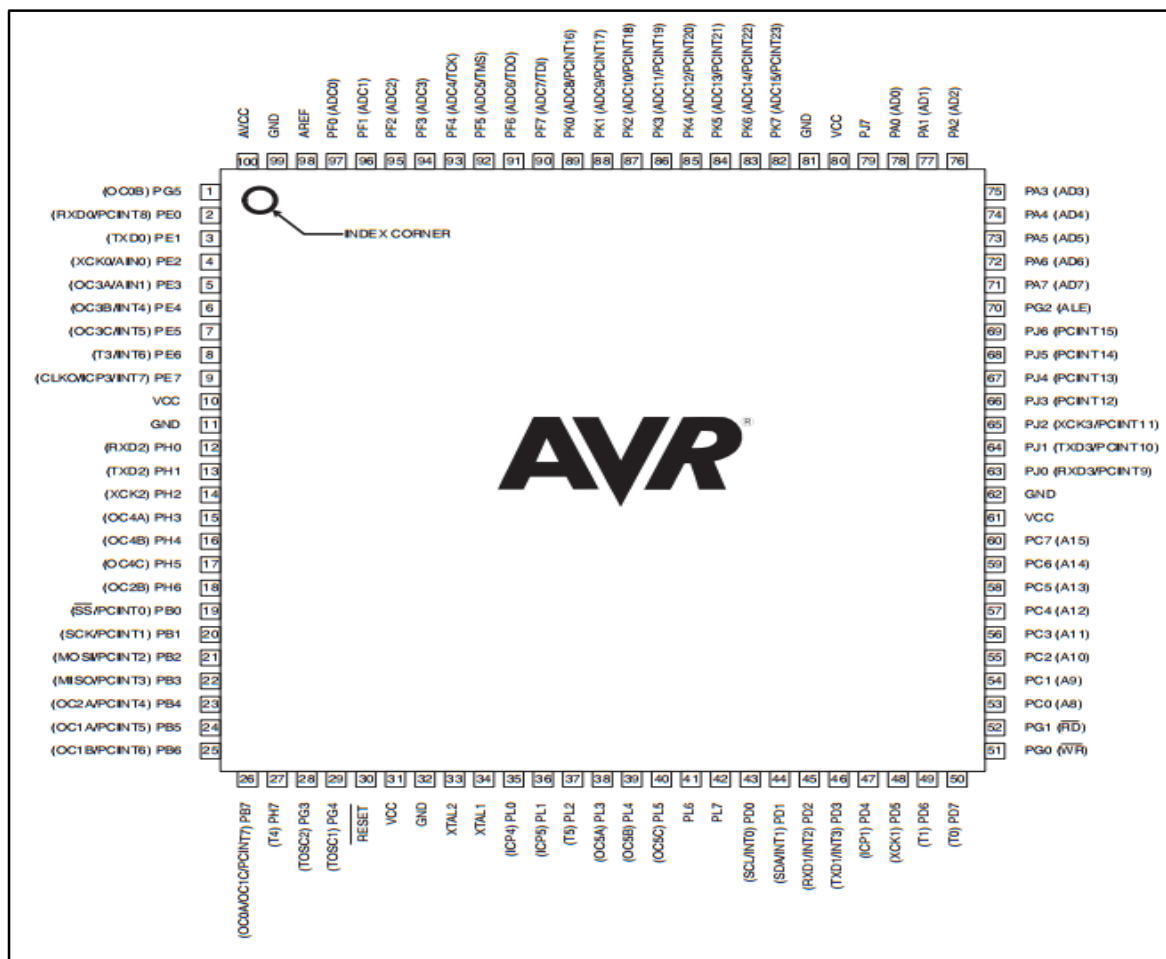 AVCC
GND
AREF
PF0 (ADC0)
PF1 (ADC1)
PF2 (ADC2)
PF3 (ADC3)
PF4 (ADC4/TCK)
PF5 (ADC5/TMS)
PF6 (ADC6/TDO)
PF7 (ADC7/TDI)
PK0 (ADC8/PCINT16)
PK1 (ADC9/PCINT17)
PK2 (ADC10/PCINT18)
PK3 (ADC11/PCINT19)
PK4 (ADC12/PCINT20)
PK5 (ADC13/PCINT21)
PK6 (ADC14/PCINT22)
PK7 (ADC15/PCINT23)
GND
VCC
PJ7
PA0 (AD0)
PA1 (AD1)
PA2 (AD2)
100 99 98 97 96 95 94 93 92 91 90 89 88 87 86 85 84 83 82 81 80 79 78 77 76
(OC0B) PG5 1
(RXD0/PCINT8) PE0 2
(TXD0) PE1 3
(XCK0/AIN0) PE2 4
(OC3A/AIN1) PE3 5
(OC3B/INT4) PE4 6
(OC3C/INT5) PE5 7
(T3/INT6) PE6 8
(CLKO/ICP3/INT7) PE7 9
VCC 10
GND 11
(RXD2) PH0 12
(TXD2) PH1 13
(XCK2) PH2 14
(OC4A) PH3 15
(OC4B) PH4 16
(OC4C) PH5 17
(OC2B) PH6 18
(SS/PCINT0) PB0 19
(SCK/PCINT1) PB1 20
(MOSI/PCINT2) PB2 21
(MISO/PCINT3) PB3 22
(OC2A/PCINT4) PB4 23
(OC1A/PCINT5) PB5 24
(OC1B/PCINT6) PB6 25
INDEX CORNER
AVR®
75 PA3 (AD3)
74 PA4 (AD4)
73 PA5 (AD5)
72 PA6 (AD6)
71 PA7 (AD7)
70 PG2 (ALE)
69 PJ6 (PCINT15)
68 PJ5 (PCINT14)
67 PJ4 (PCINT13)
66 PJ3 (PCINT12)
65 PJ2 (XCK3/PCINT11)
64 PJ1 (TXD3/PCINT10)
63 PJ0 (RXD3/PCINT9)
62 GND
61 VCC
60 PC7 (A15)
59 PC6 (A14)
58 PC5 (A13)
57 PC4 (A12)
56 PC3 (A11)
55 PC2 (A10)
54 PC1 (A9)
53 PC0 (A8)
52 PG1 (RD)
51 PG0 (WR)
26 27 28 29 30 31 32 33 34 35 36 37 38 39 40 41 42 43 44 45 46 47 48 49 50
(OC0A/OC1C/PCINT7) PB7
(T4) PH7
(TOSC2) PG3
(TOSC1) PG4
RESET
VCC
GND
XTAL2
XTAL1
(ICP4) PL0
(ICP5) PL1
(T5) PL2
(OC5A) PL3
(OC5B) PL4
(OC5C) PL5
PL6
PL7
(SCL/INT0) PD0
(SDA/INT1) PD1
(RXD1/INT2) PD2
(TXD1/INT3) PD3
(ICP1) PD4
(XCK1) PD5
(T1) PD6
(T0) PD7